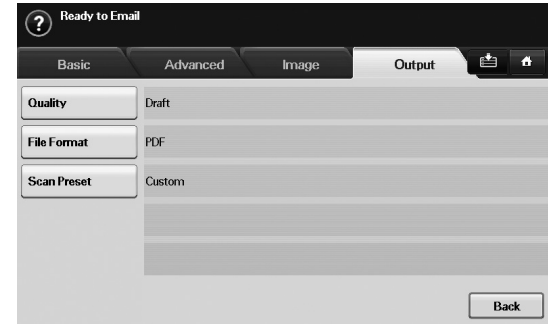 ? Ready to Email
Basic Advanced Image Output
Quality Draft
File Format PDF
Scan Preset Custom
Back